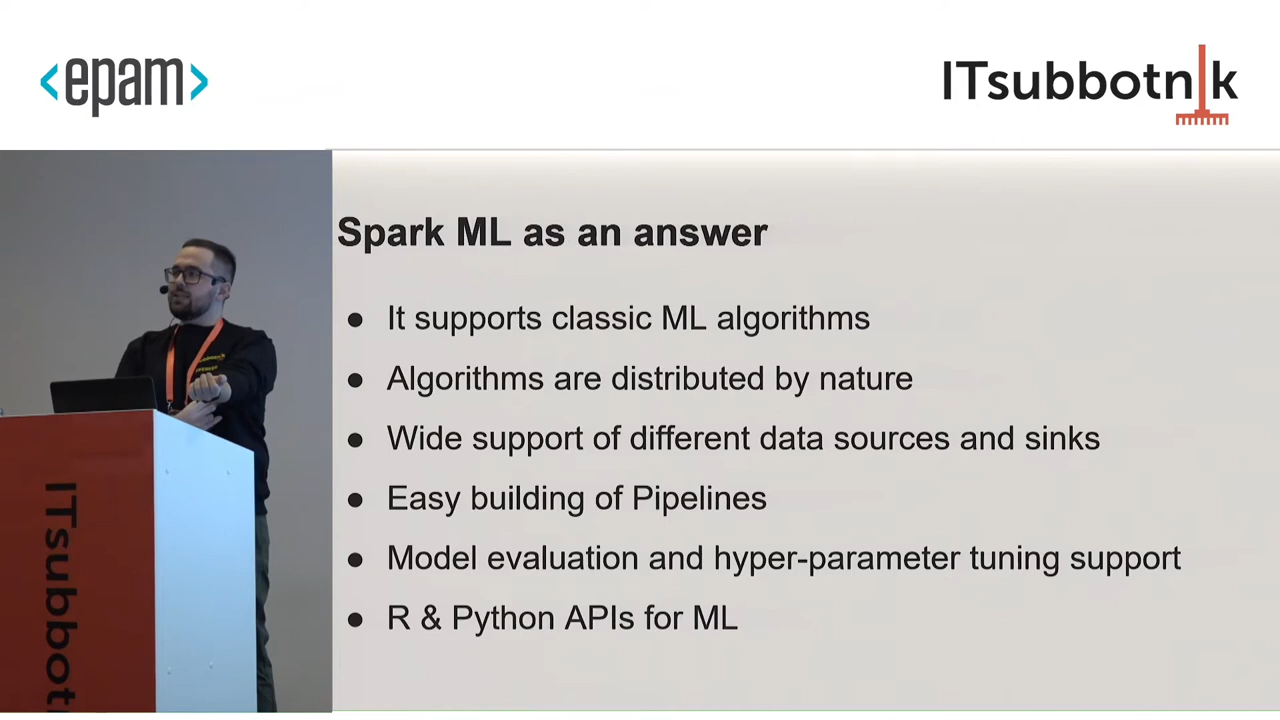 <epam>
ITsubbotnik
Spark ML as an answer
● It supports classic ML algorithms
● Algorithms are distributed by nature
● Wide support of different data sources and sinks
● Easy building of Pipelines
● Model evaluation and hyper-parameter tuning support
● R & Python APIs for ML
ITsubbot